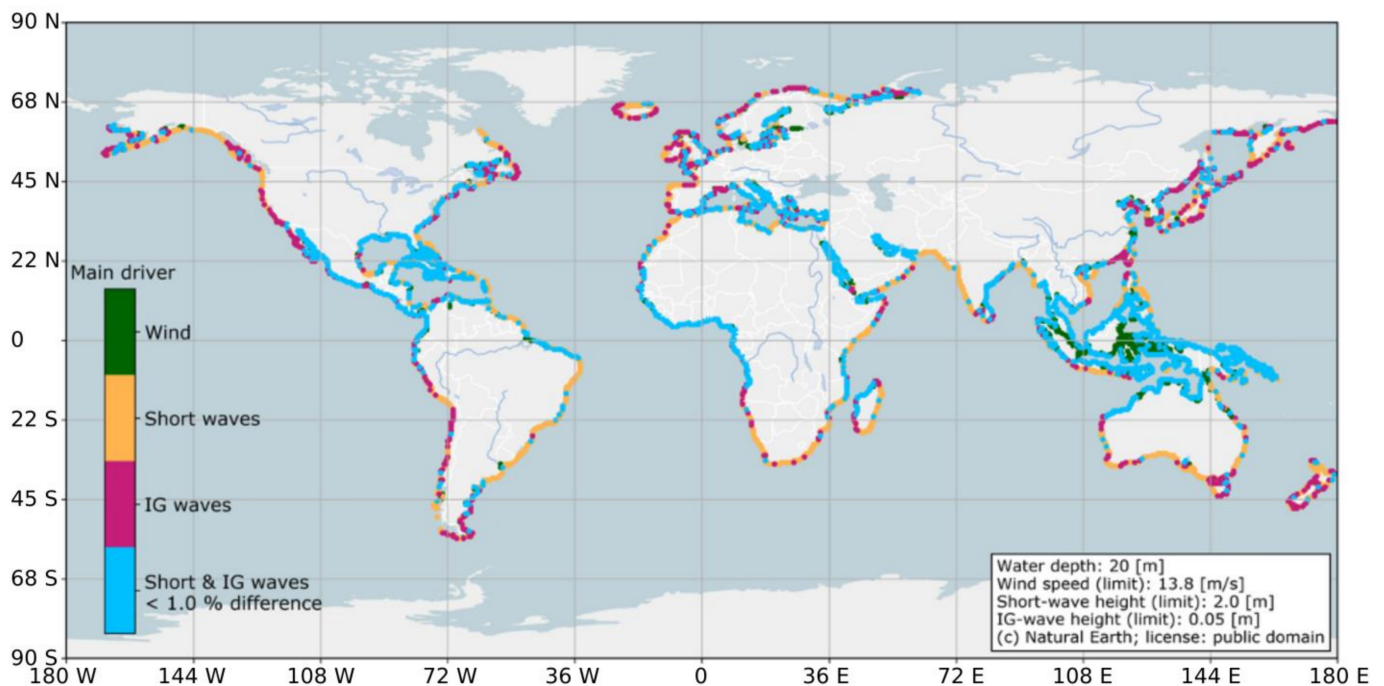 90 N
68 N
45 N
22 N
Main driver
Wind
0
Short waves
22 S
IG waves
45 S
Short & IG waves
< 1.0 % difference
68 S
Water depth: 20 [m]
Wind speed (limit): 13.8 [m/s]
Short-wave height (limit): 2.0 [m]
IG-wave height (limit): 0.05 [m]
(c) Natural Earth; license: public domain
90 S
180 W 144 W 108 W 72 W 36 W 0 36 E 72 E 108 E 144 E 180 E